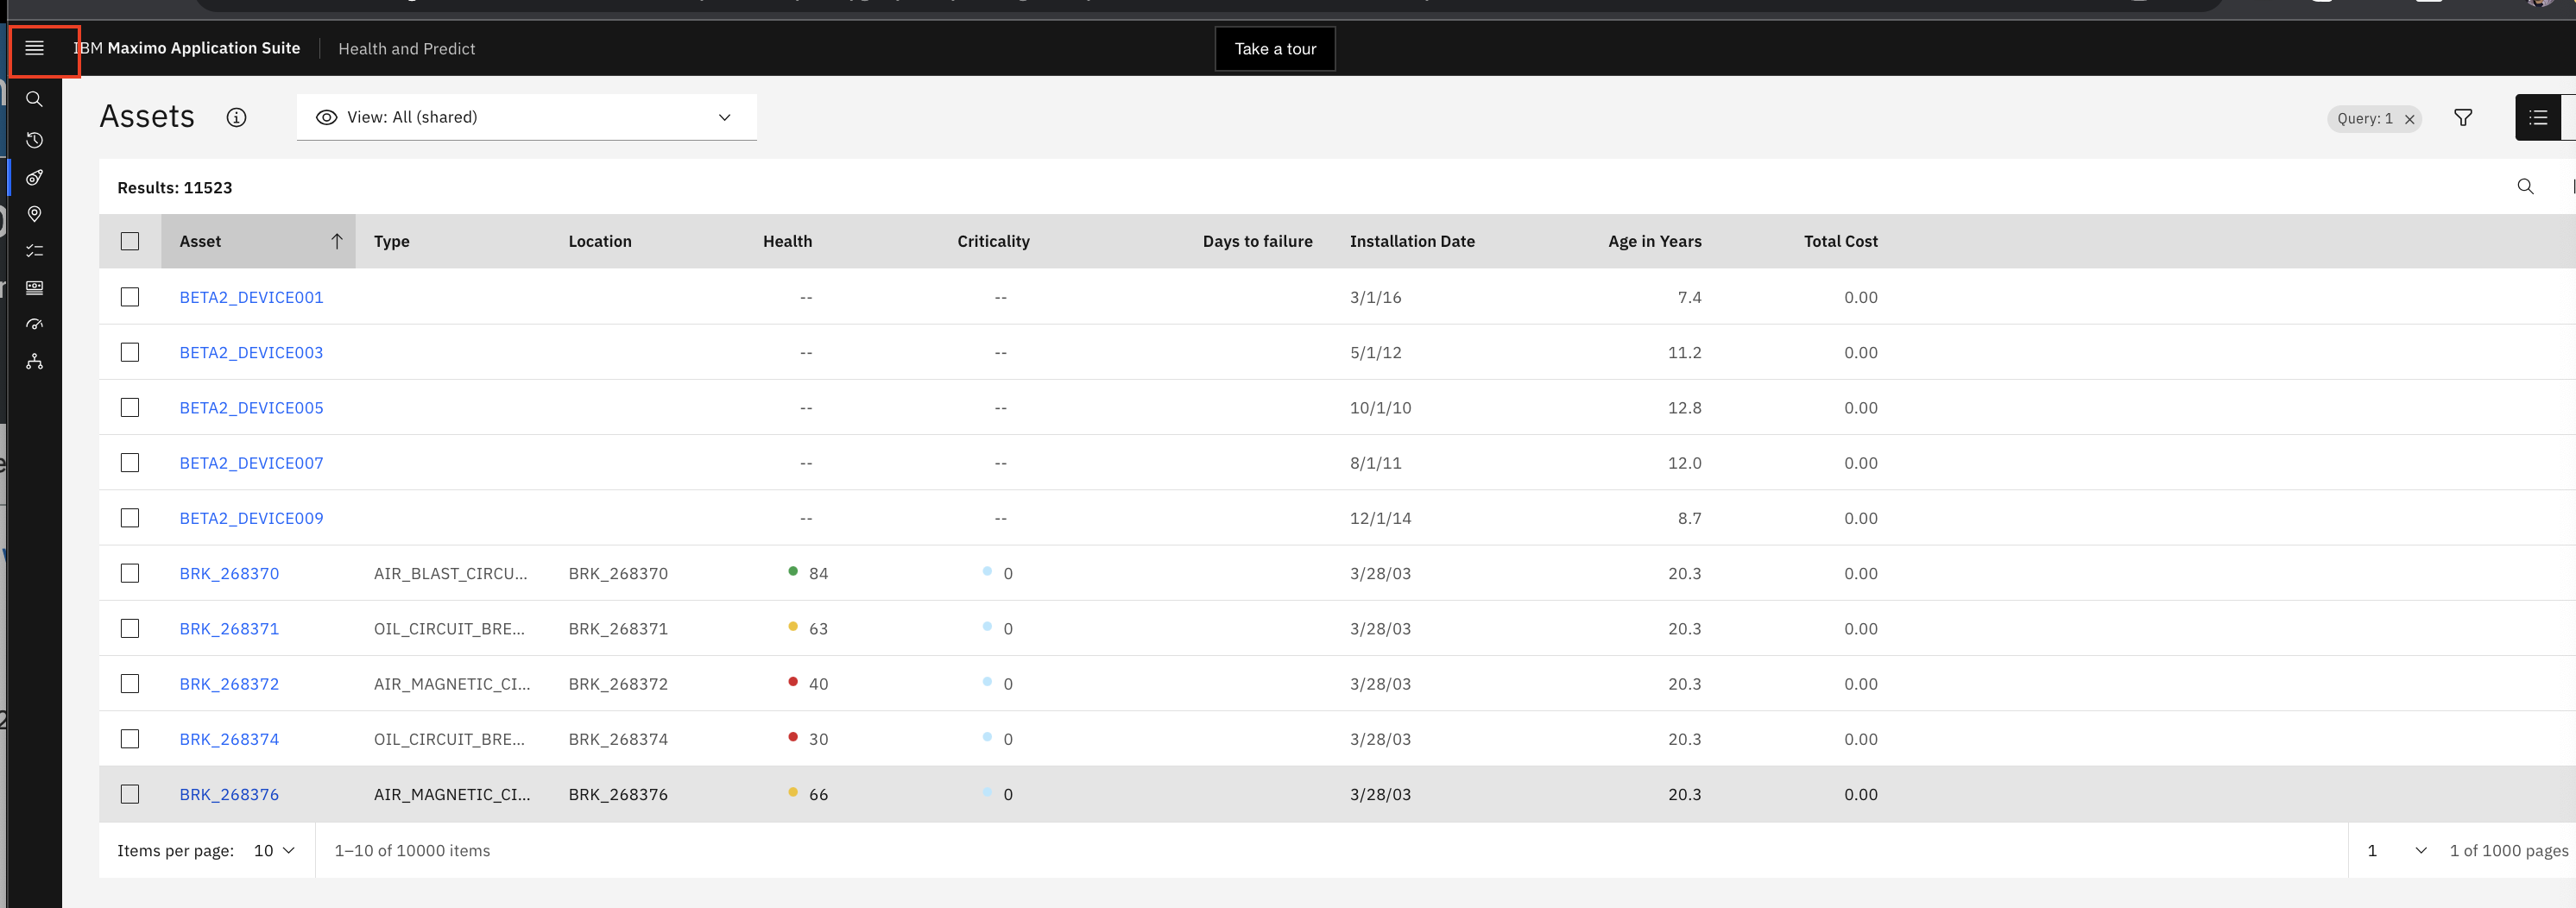 IBM Maximo Application Suite Health and Predict Take a tour
Assets View: All (shared) Query: 1
Results: 11523
Asset Type Location Health Criticality Days to failure Installation Date Age in Years Total Cost
BETA2_DEVICE001 -- -- 3/1/16 7.4 0.00
BETA2_DEVICE003 -- -- 5/1/12 11.2 0.00
BETA2_DEVICE005 -- -- 10/1/10 12.8 0.00
BETA2_DEVICE007 -- -- 8/1/11 12.0 0.00
BETA2_DEVICE009 -- -- 12/1/14 8.7 0.00
BRK_268370 AIR_BLAST_CIRCU... BRK_268370 84 0 3/28/03 20.3 0.00
BRK_268371 OIL_CIRCUIT_BRE... BRK_268371 63 0 3/28/03 20.3 0.00
BRK_268372 AIR_MAGNETIC_CI... BRK_268372 40 0 3/28/03 20.3 0.00
BRK_268374 OIL_CIRCUIT_BRE... BRK_268374 30 0 3/28/03 20.3 0.00
BRK_268376 AIR_MAGNETIC_CI... BRK_268376 66 0 3/28/03 20.3 0.00
Items per page: 10 1–10 of 10000 items 1 1 of 1000 pages